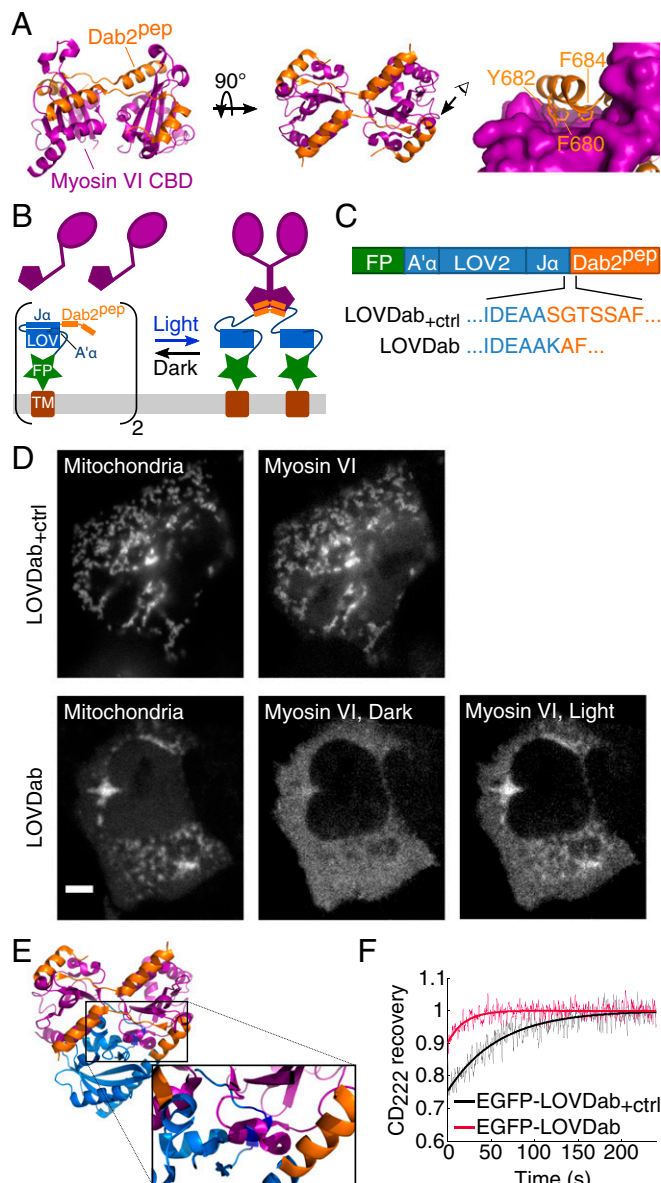 A
Dab2pep
90°
Myosin VI CBD
Y682
F684
F680
B
Jα
Dab2pep
LOV
A'α
FP
TM
2
Light
Dark
C
FP A'α LOV2 Jα Dab2pep
LOVDab+ctrl ...IDEAASGTSSAF...
LOVDab ...IDEAAKAF...
D
LOVDab+ctrl
Mitochondria
Myosin VI
LOVDab
Mitochondria
Myosin VI, Dark
Myosin VI, Light
E
F
CD222 recovery
1.1
1
0.9
0.8
0.7
0.6
EGFP-LOVDab+ctrl
EGFP-LOVDab
0 50 100 150 200
Time (s)